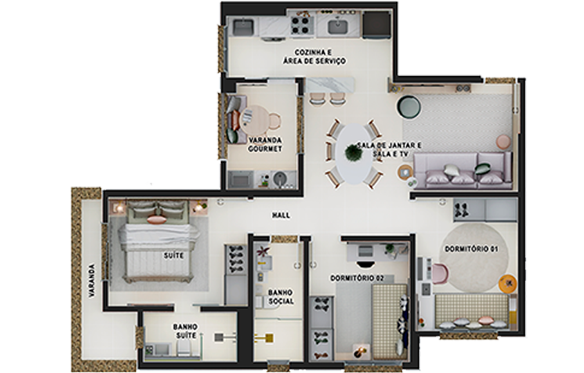 COZINHA E
ÁREA DE SERVIÇO
VARANDA
GOURMET
SALA DE JANTAR E
SALA E TV
HALL
SUÍTE
VARANDA
BANHO
SUÍTE
BANHO
SOCIAL
DORMITÓRIO 02
DORMITÓRIO 01